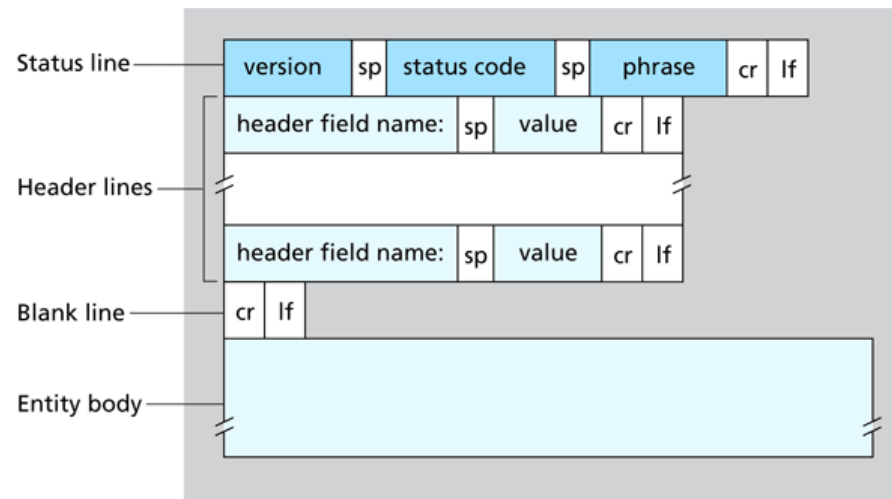 Status line version sp status code sp phrase cr lf
header field name: sp value cr lf
Header lines
header field name: sp value cr lf
Blank line cr lf
Entity body